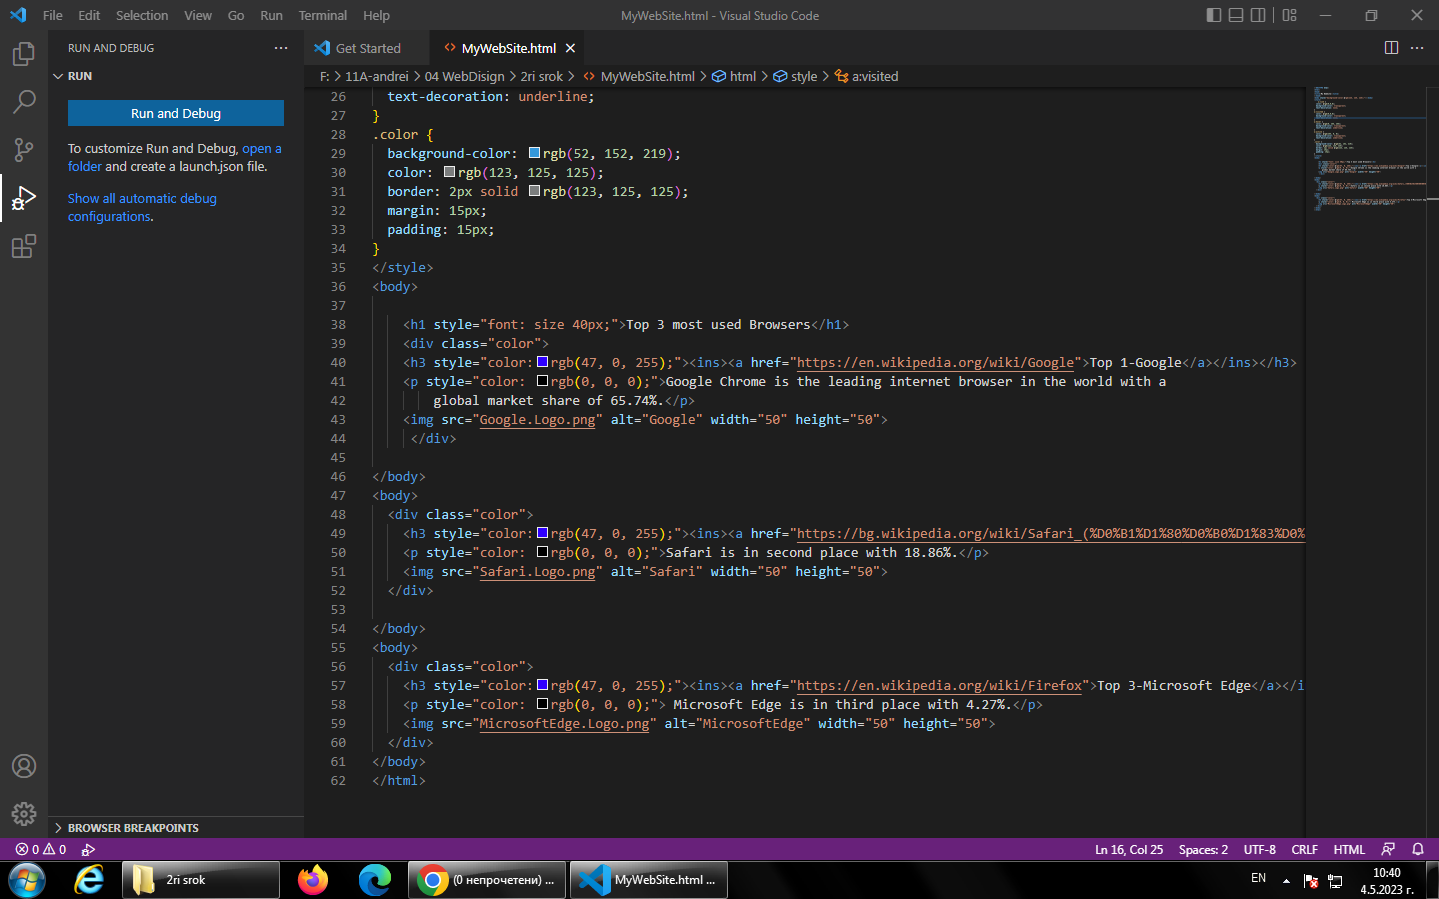 File Edit Selection View Go Run Terminal Help
MyWebSite.html - Visual Studio Code
RUN AND DEBUG
RUN
Run and Debug
To customize Run and Debug, open a
folder and create a launch.json file.
Show all automatic debug
configurations.
BROWSER BREAKPOINTS
Get Started
MyWebSite.html
F: > 11A-andrei > 04 WebDisign > 2ri srok > MyWebSite.html > html > style > a:visited
26 text-decoration: underline;
27 }
28 .color {
29 background-color: rgb(52, 152, 219);
30 color: rgb(123, 125, 125);
31 border: 2px solid rgb(123, 125, 125);
32 margin: 15px;
33 padding: 15px;
34 }
35 </style>
36 <body>
37
38 <h1 style="font: size 40px;">Top 3 most used Browsers</h1>
39 <div class="color">
40 <h3 style="color: rgb(47, 0, 255);"><ins><a href="https://en.wikipedia.org/wiki/Google">Top 1-Google</a></ins></h3>
41 <p style="color: rgb(0, 0, 0);">Google Chrome is the leading internet browser in the world with a
42 global market share of 65.74%.</p>
43 <img src="Google.Logo.png" alt="Google" width="50" height="50">
44 </div>
45
46 </body>
47 <body>
48 <div class="color">
49 <h3 style="color: rgb(47, 0, 255);"><ins><a href="https://bg.wikipedia.org/wiki/Safari_(%D0%B1%D1%80%D0%B0%D1%83%D0%
50 <p style="color: rgb(0, 0, 0);">Safari is in second place with 18.86%.</p>
51 <img src="Safari.Logo.png" alt="Safari" width="50" height="50">
52 </div>
53
54 </body>
55 <body>
56 <div class="color">
57 <h3 style="color: rgb(47, 0, 255);"><ins><a href="https://en.wikipedia.org/wiki/Firefox">Top 3-Microsoft Edge</a></i
58 <p style="color: rgb(0, 0, 0);"> Microsoft Edge is in third place with 4.27%.</p>
59 <img src="MicrosoftEdge.Logo.png" alt="MicrosoftEdge" width="50" height="50">
60 </div>
61 </body>
62 </html>
0 0
Ln 16, Col 25 Spaces: 2 UTF-8 CRLF HTML
2ri srok
(0 непрочетени) ...
MyWebSite.html ...
EN
10:40
4.5.2023 г.